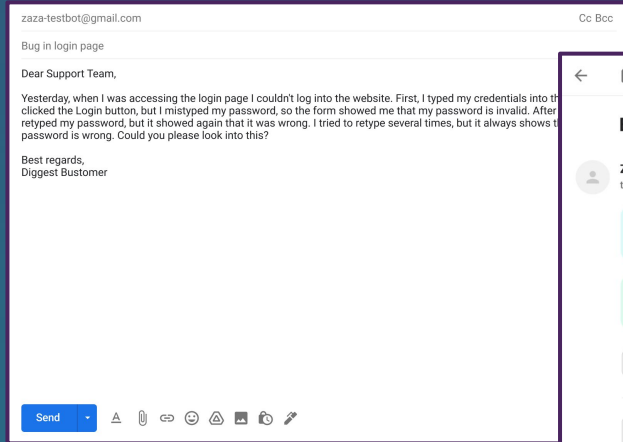 zaza-testbot@gmail.com Cc Bcc
Bug in login page
Dear Support Team,
Yesterday, when I was accessing the login page I couldn't log into the website. First, I typed my credentials into
clicked the Login button, but I mistyped my password, so the form showed me that my password is invalid. After
retyped my password, but it showed again that it was wrong. I tried to retype several times, but it always shows
password is wrong. Could you please look into this?
Best regards,
Diggest Bustomer
Send